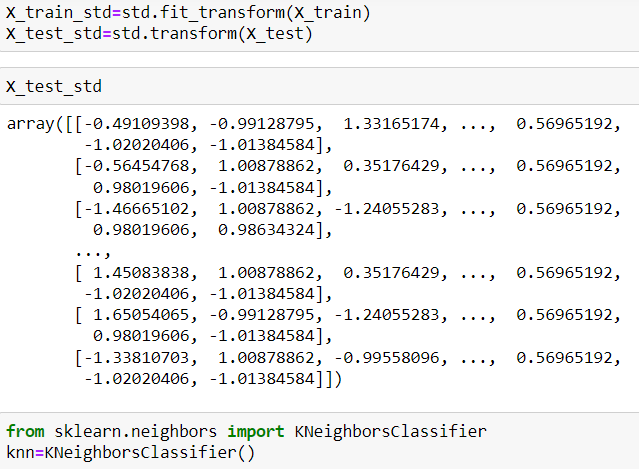 X_train_std=std.fit_transform(X_train)
X_test_std=std.transform(X_test)
X_test_std
array([[-0.49109398, -0.99128795,  1.33165174, ...,  0.56965192,
        -1.02020406, -1.01384584],
       [-0.56454768,  1.00878862,  0.35176429, ...,  0.56965192,
         0.98019606, -1.01384584],
       [-1.46665102,  1.00878862, -1.24055283, ...,  0.56965192,
         0.98019606,  0.98634324],
       ...,
       [ 1.45083838,  1.00878862,  0.35176429, ...,  0.56965192,
        -1.02020406, -1.01384584],
       [ 1.65054065, -0.99128795, -1.24055283, ...,  0.56965192,
         0.98019606, -1.01384584],
       [-1.33810703,  1.00878862, -0.99558096, ...,  0.56965192,
        -1.02020406, -1.01384584]])
from sklearn.neighbors import KNeighborsClassifier
knn=KNeighborsClassifier()